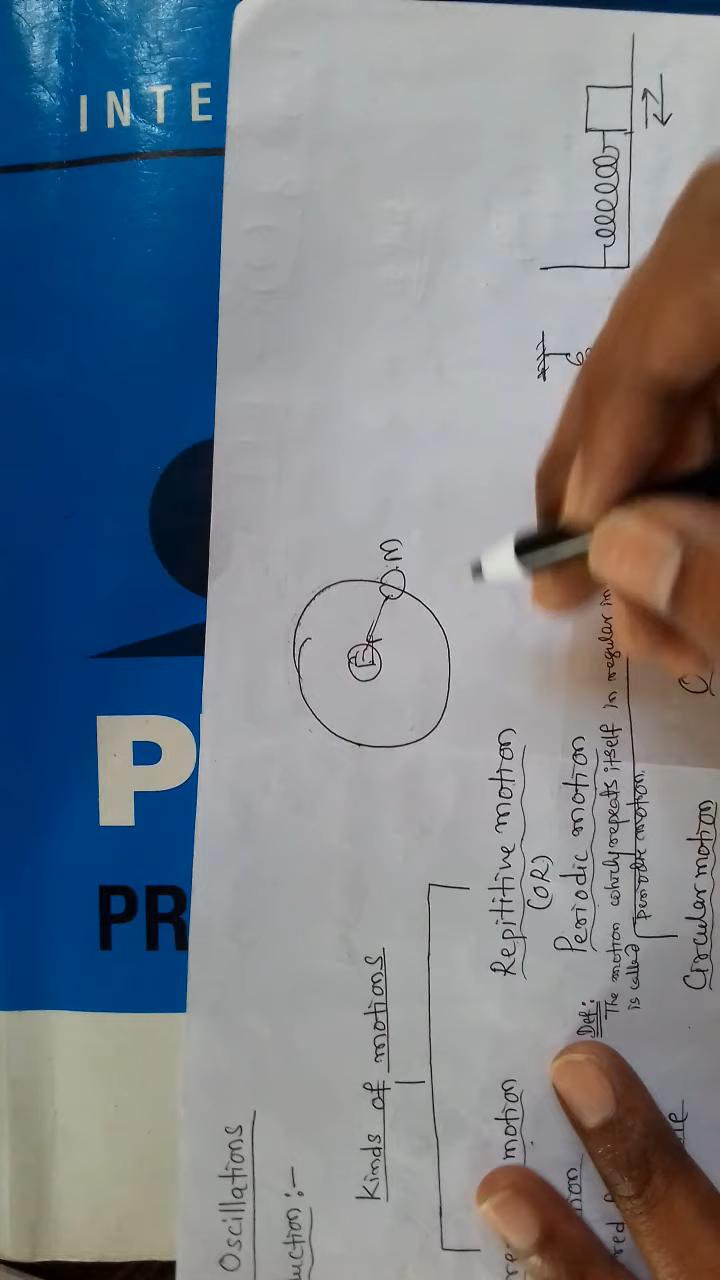 INTE
P
PR
Oscillations
uction :-
Kinds of motions
motion
Repititive motion
(OR)
Periodic motion
Def:
The motion which repeats itself in regular in
is called periodic motion.
Circular motion
E
M